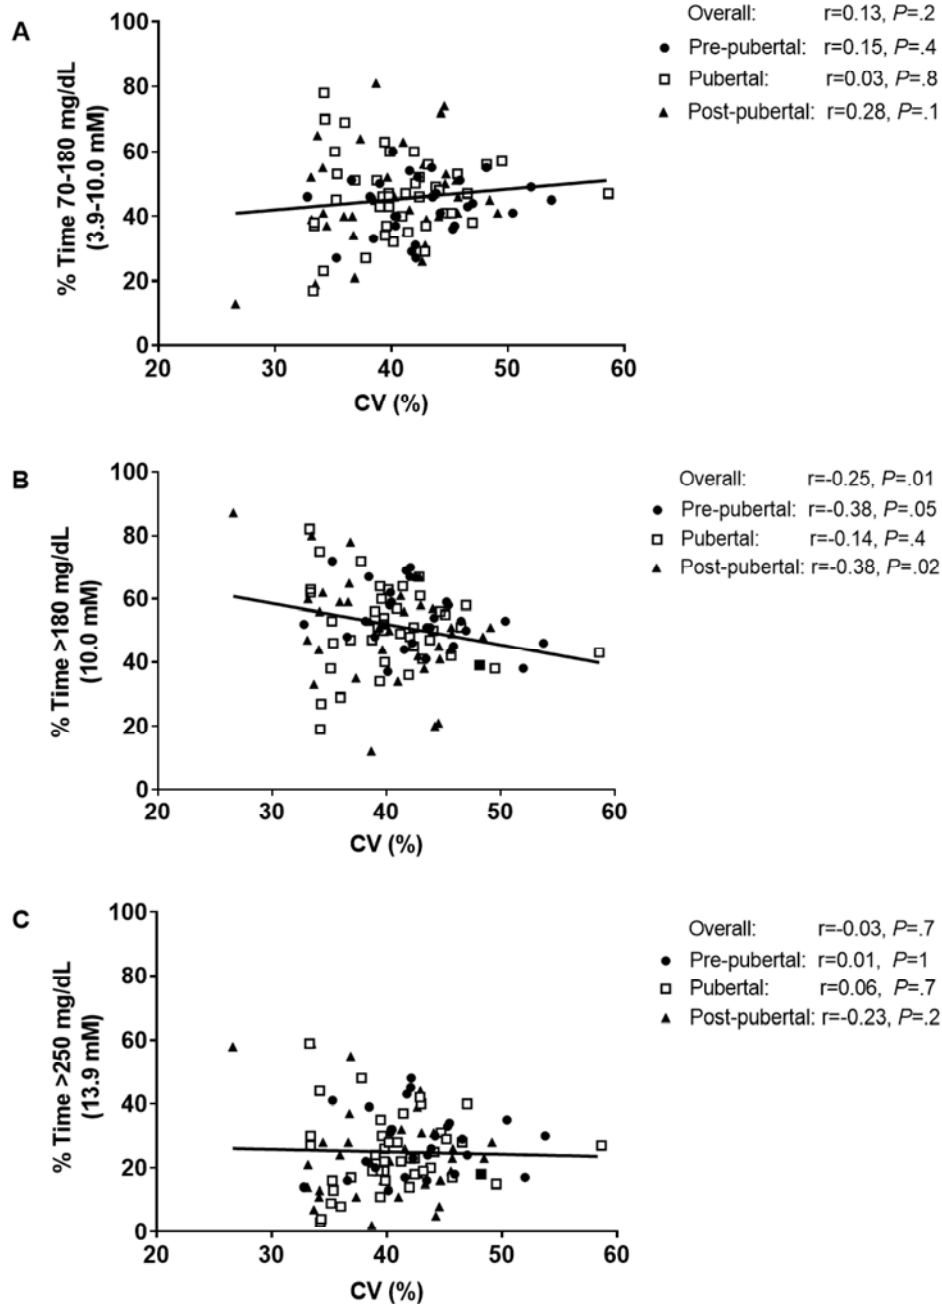 A
% Time 70-180 mg/dL
(3.9-10.0 mM)
100
80
60
40
20
0
20 30 40 50 60
CV (%)
Overall: r=0.13, P=.2
Pre-pubertal: r=0.15, P=.4
Pubertal: r=0.03, P=.8
Post-pubertal: r=0.28, P=.1
B
% Time >180 mg/dL
(10.0 mM)
100
80
60
40
20
0
20 30 40 50 60
CV (%)
Overall: r=-0.25, P=.01
Pre-pubertal: r=-0.38, P=.05
Pubertal: r=-0.14, P=.4
Post-pubertal: r=-0.38, P=.02
C
% Time >250 mg/dL
(13.9 mM)
100
80
60
40
20
0
20 30 40 50 60
CV (%)
Overall: r=-0.03, P=.7
Pre-pubertal: r=0.01, P=1
Pubertal: r=0.06, P=.7
Post-pubertal: r=-0.23, P=.2